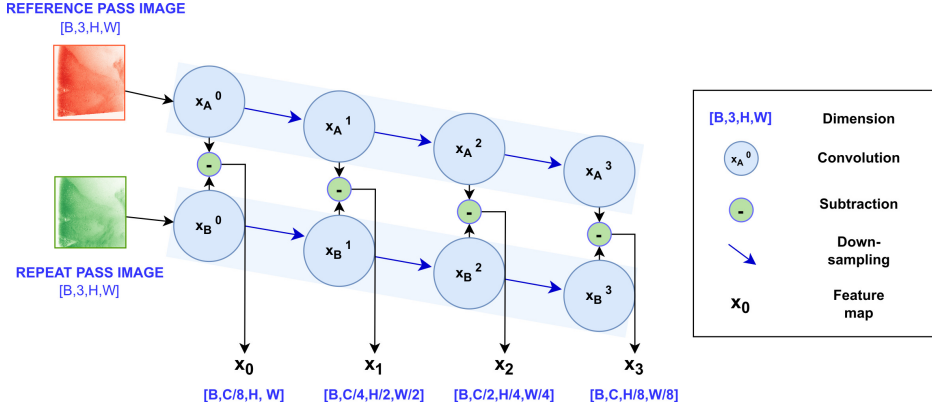 REFERENCE PASS IMAGE
[B,3,H,W]
x_A^0
x_A^1
x_A^2
x_A^3
-
-
-
-
x_B^0
x_B^1
x_B^2
x_B^3
REPEAT PASS IMAGE
[B,3,H,W]
x_0
x_1
x_2
x_3
[B,C/8,H, W]
[B,C/4,H/2,W/2]
[B,C/2,H/4,W/4]
[B,C,H/8,W/8]
[B,3,H,W]
Dimension
x_A^0
Convolution
-
Subtraction
Down-
sampling
x_0
Feature
map